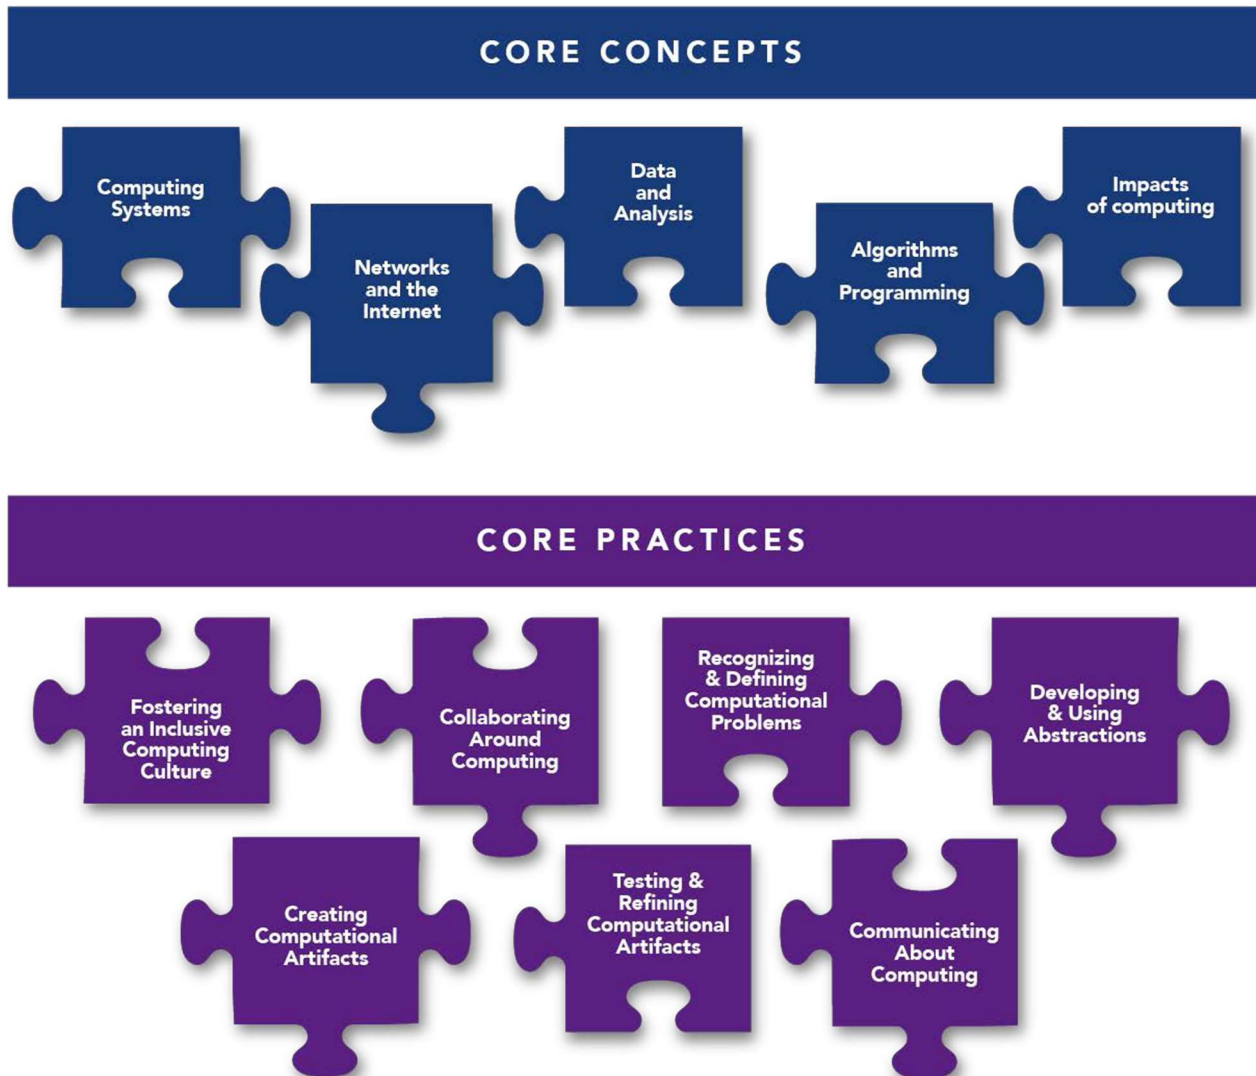 CORE CONCEPTS
Computing
Systems
Networks
and the
Internet
Data
and
Analysis
Algorithms
and
Programming
Impacts
of computing
CORE PRACTICES
Fostering
an Inclusive
Computing
Culture
Collaborating
Around
Computing
Recognizing
& Defining
Computational
Problems
Developing
& Using
Abstractions
Creating
Computational
Artifacts
Testing &
Refining
Computational
Artifacts
Communicating
About
Computing